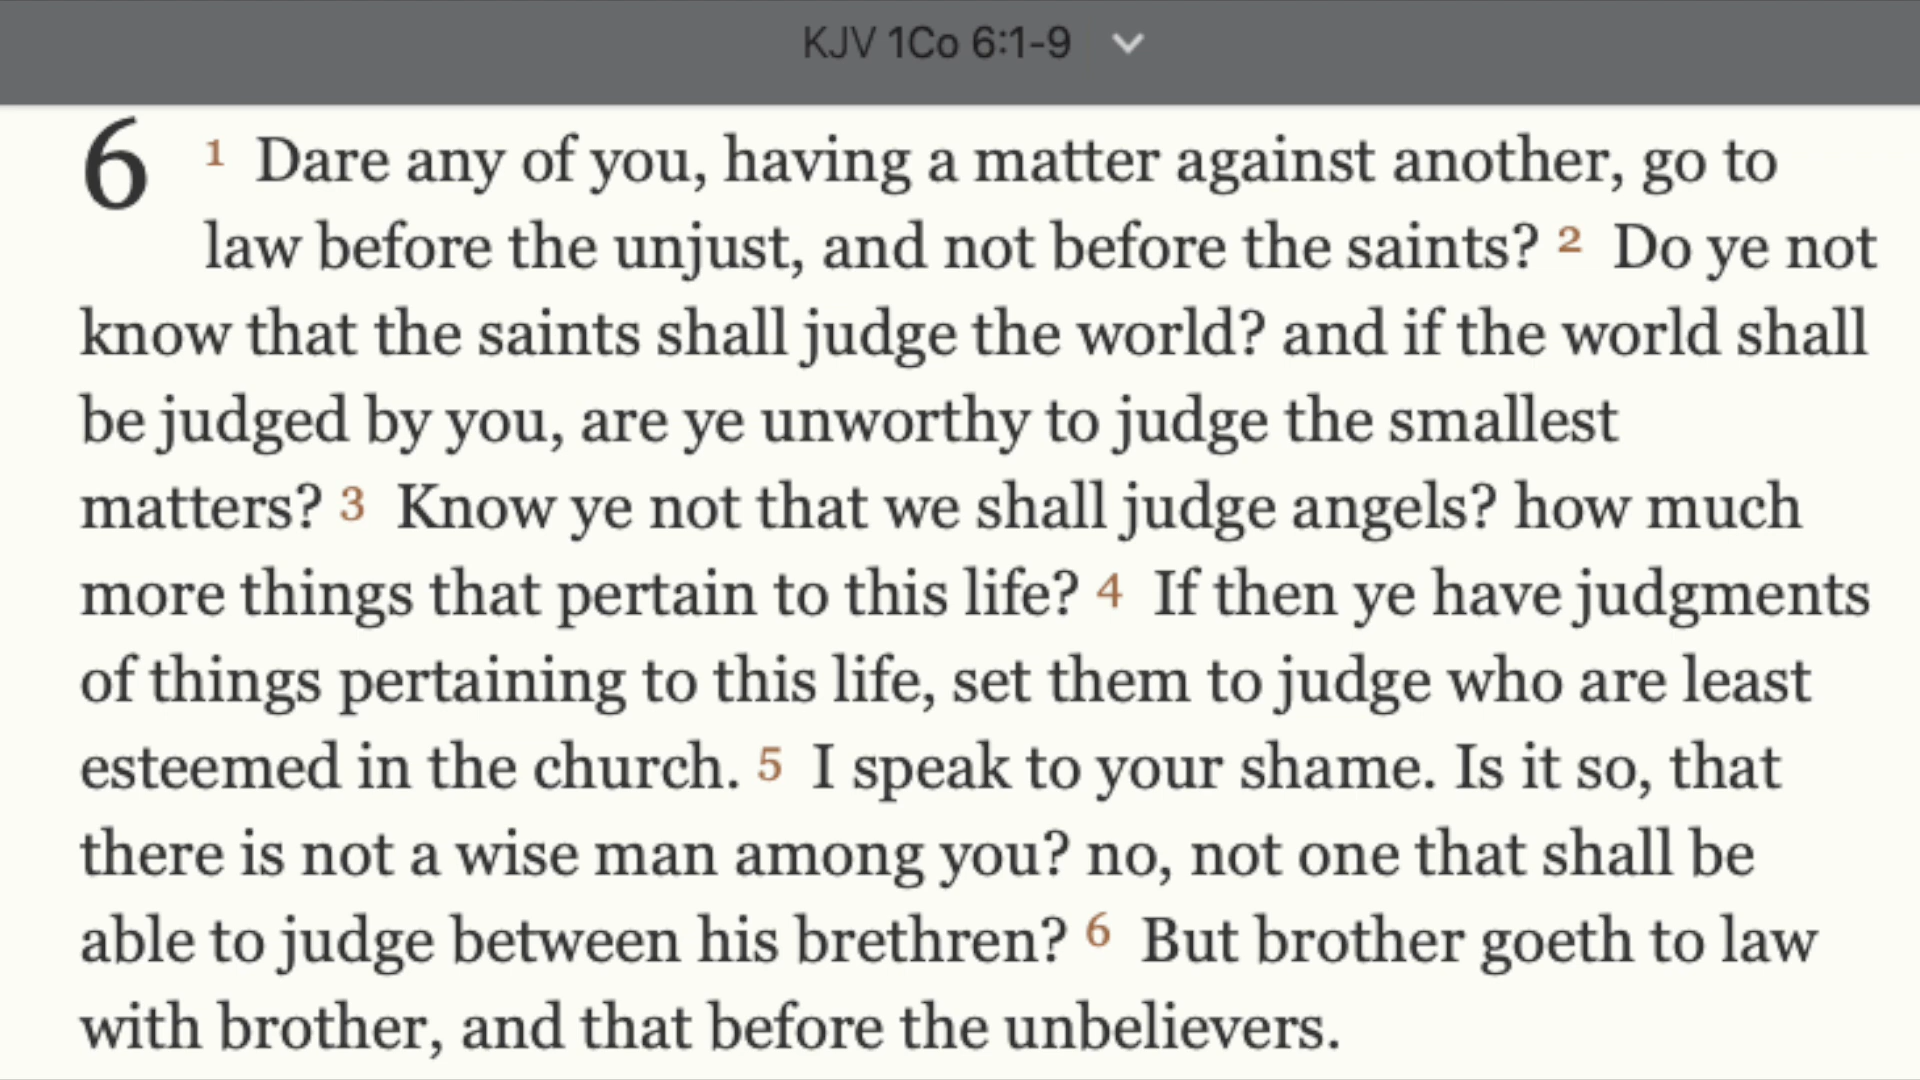 KJV 1Co 6:1-9
6 1 Dare any of you, having a matter against another, go to
law before the unjust, and not before the saints? 2 Do ye not
know that the saints shall judge the world? and if the world shall
be judged by you, are ye unworthy to judge the smallest
matters? 3 Know ye not that we shall judge angels? how much
more things that pertain to this life? 4 If then ye have judgments
of things pertaining to this life, set them to judge who are least
esteemed in the church. 5 I speak to your shame. Is it so, that
there is not a wise man among you? no, not one that shall be
able to judge between his brethren? 6 But brother goeth to law
with brother, and that before the unbelievers.